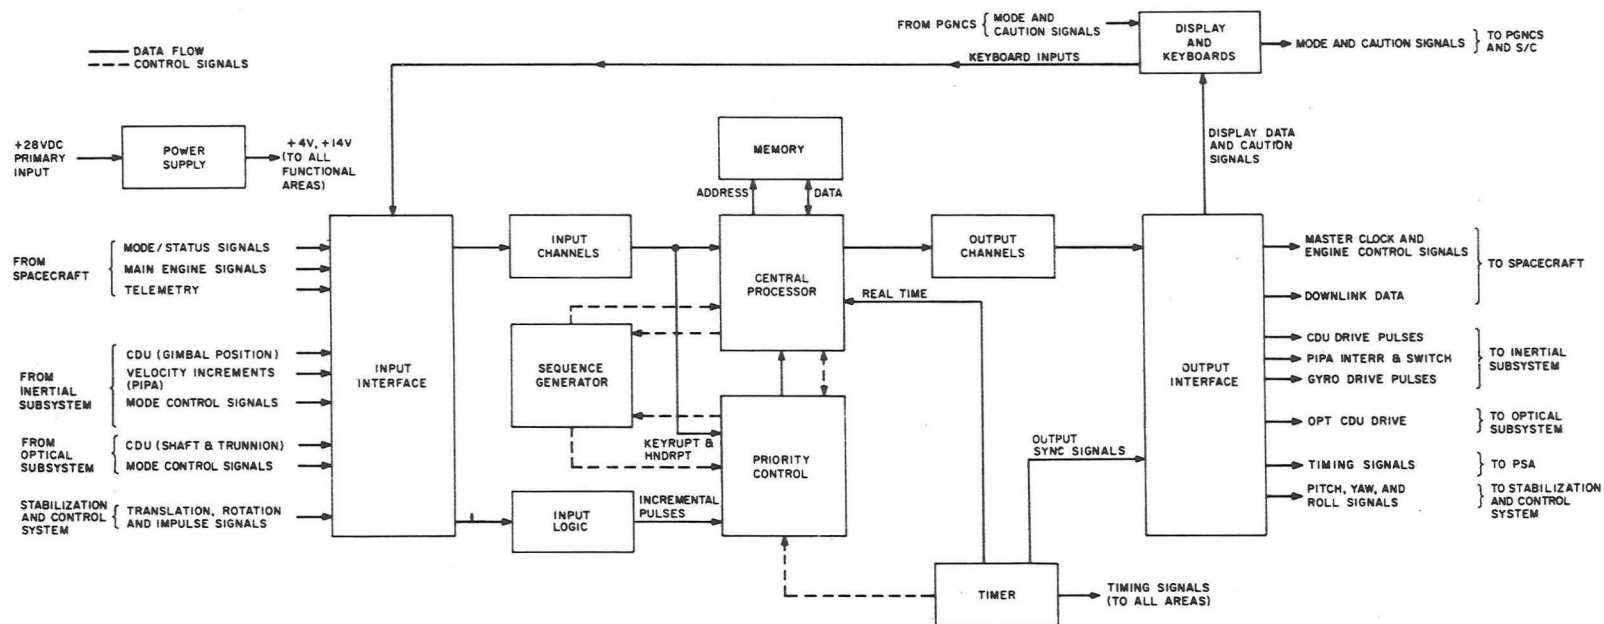 FROM PGNCS
MODE AND
CAUTION SIGNALS
DISPLAY
AND
KEYBOARDS
MODE AND CAUTION SIGNALS
TO PGNCS
AND S/C
DATA FLOW
CONTROL SIGNALS
KEYBOARD INPUTS
+28VDC
PRIMARY
INPUT
POWER
SUPPLY
+4V, +14V
(TO ALL
FUNCTIONAL
AREAS)
MEMORY
DISPLAY DATA
AND CAUTION
SIGNALS
ADDRESS
DATA
FROM
SPACECRAFT
MODE/STATUS SIGNALS
MAIN ENGINE SIGNALS
TELEMETRY
INPUT
CHANNELS
CENTRAL
PROCESSOR
OUTPUT
CHANNELS
MASTER CLOCK AND
ENGINE CONTROL SIGNALS
DOWNLINK DATA
TO SPACECRAFT
REAL TIME
FROM
INERTIAL
SUBSYSTEM
CDU (GIMBAL POSITION)
VELOCITY INCREMENTS
(PIPA)
MODE CONTROL SIGNALS
INPUT
INTERFACE
SEQUENCE
GENERATOR
OUTPUT
INTERFACE
CDU DRIVE PULSES
PIPA INTERR & SWITCH
GYRO DRIVE PULSES
TO INERTIAL
SUBSYSTEM
FROM
OPTICAL
SUBSYSTEM
CDU (SHAFT & TRUNNION)
MODE CONTROL SIGNALS
KEYRUPT &
HNDRPT
PRIORITY
CONTROL
OUTPUT
SYNC SIGNALS
OPT CDU DRIVE
TO OPTICAL
SUBSYSTEM
TIMING SIGNALS
TO PSA
STABILIZATION
AND CONTROL
SYSTEM
TRANSLATION, ROTATION
AND IMPULSE SIGNALS
INPUT
LOGIC
INCREMENTAL
PULSES
PITCH, YAW, AND
ROLL SIGNALS
TO STABILIZATION
AND CONTROL
SYSTEM
TIMER
TIMING SIGNALS
(TO ALL AREAS)